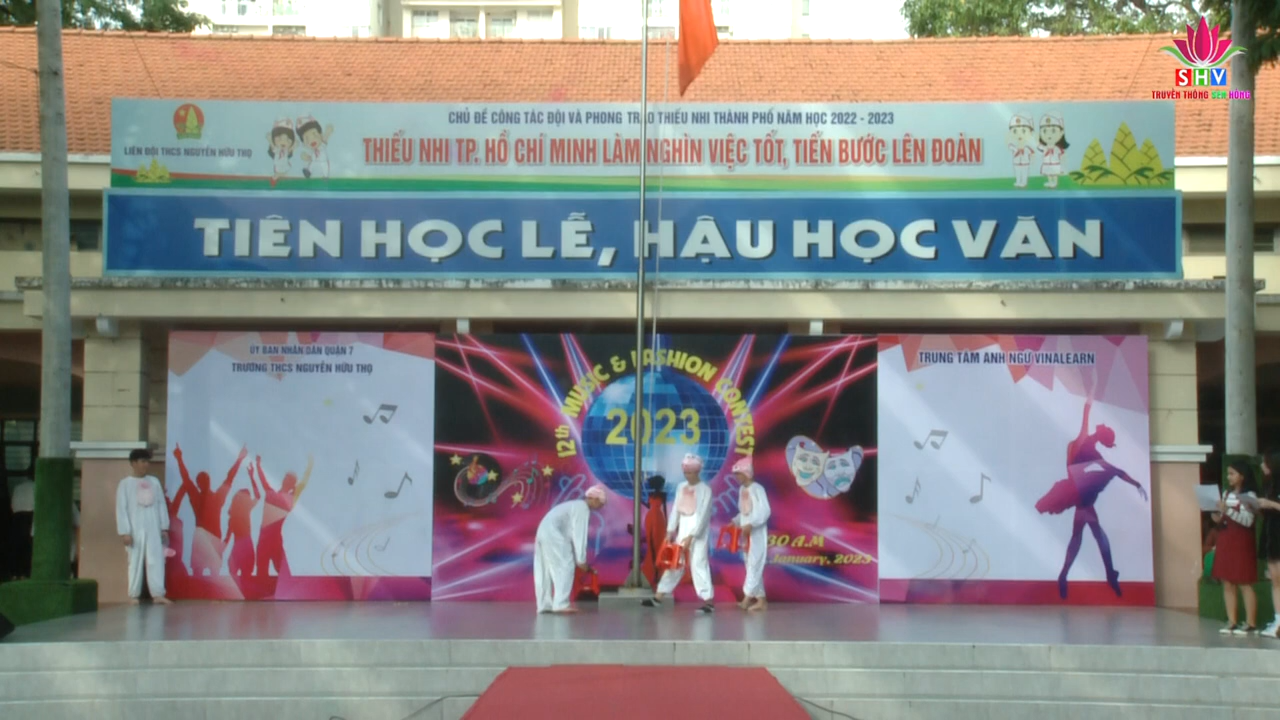 SHV
TRUYỀN THÔNG SEN HỒNG
CHỦ ĐỀ CÔNG TÁC ĐỘI VÀ PHONG TRÀO THIẾU NHI THÀNH PHỐ NĂM HỌC 2022 - 2023
LIÊN ĐỘI THCS NGUYỄN HỮU THỌ
THIẾU NHI TP. HỒ CHÍ MINH LÀM NGHÌN VIỆC TỐT, TIẾN BƯỚC LÊN ĐOÀN
TIÊN HỌC LỄ, HẬU HỌC VĂN
ỦY BAN NHÂN DÂN QUẬN 7
TRƯỜNG THCS NGUYỄN HỮU THỌ
12th MUSIC & FASHION CONTEST
2023
30 A.M
January, 2023
TRUNG TÂM ANH NGỮ VINALEARN